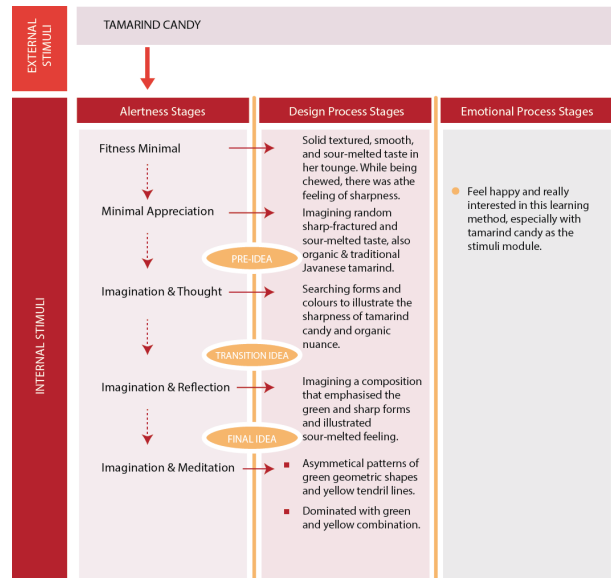 EXTERNAL
STIMULI
TAMARIND CANDY
INTERNAL STIMULI
Alertness Stages
Design Process Stages
Emotional Process Stages
Fitness Minimal
Solid textured, smooth,
and sour-melted taste in
her tounge. While being
chewed, there was athe
feeling of sharpness.
Minimal Appreciation
Imagining random
sharp-fractured and
sour-melted taste, also
organic & traditional
Javanese tamarind.
PRE-IDEA
Imagination & Thought
Searching forms and
colours to illustrate the
sharpness of tamarind
candy and organic
nuance.
TRANSITION IDEA
Imagination & Reflection
Imagining a composition
that emphasised the
green and sharp forms
and illustrated
sour-melted feeling.
FINAL IDEA
Imagination & Meditation
Asymmetical patterns of
green geometric shapes
and yellow tendril lines.
Dominated with green
and yellow combination.
Feel happy and really
interested in this learning
method, especially with
tamarind candy as the
stimuli module.